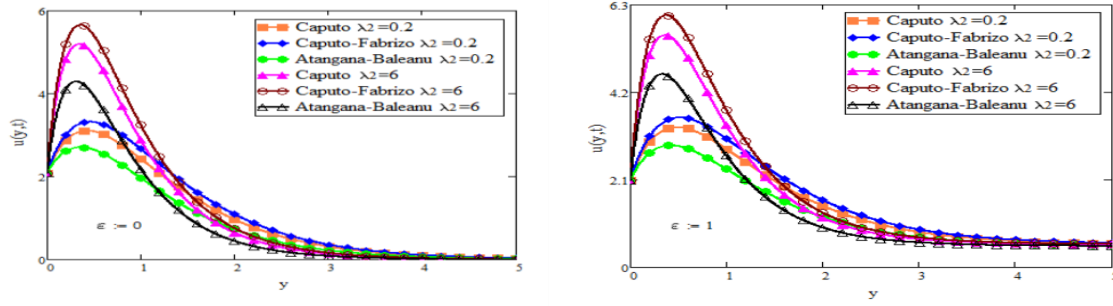 6
Caputo λ2=0.2
Caputo-Fabrizo λ2=0.2
Atangana-Baleanu λ2=0.2
Caputo λ2=6
Caputo-Fabrizo λ2=6
Atangana-Baleanu λ2=6
4
u(y,t)
2
ε := 0
0
0 1 2 3 4 5
y
6.3
Caputo λ2=0.2
Caputo-Fabrizo λ2=0.2
Atangana-Baleanu λ2=0.2
Caputo λ2=6
Caputo-Fabrizo λ2=6
Atangana-Baleanu λ2=6
4.2
u(y,t)
2.1
ε := 1
0
0 1 2 3 4
y